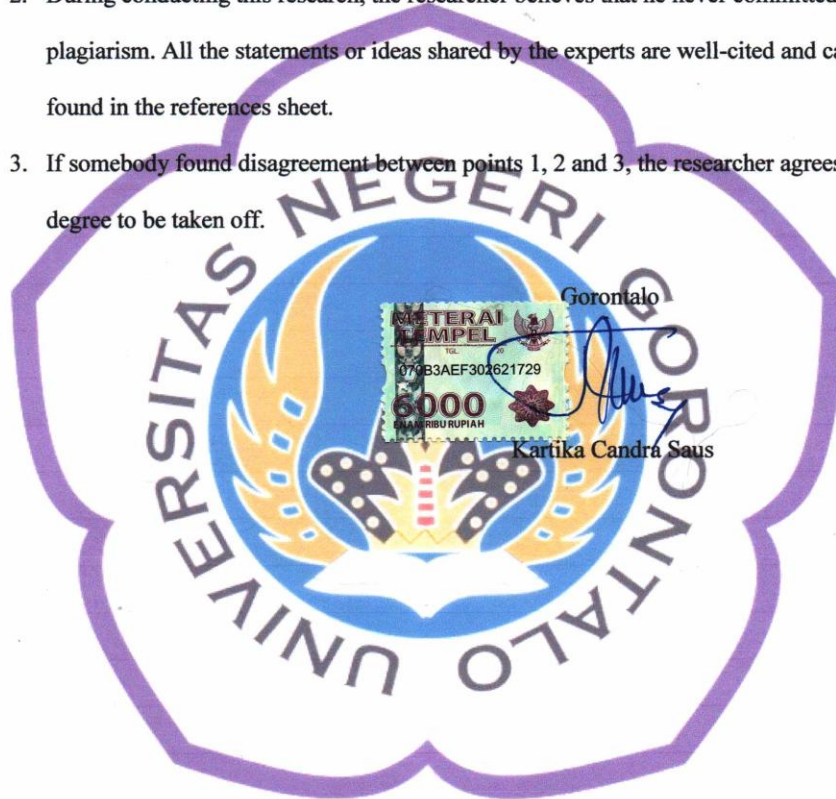 2. During conducting this research, the researcher believes that he never committed
plagiarism. All the statements or ideas shared by the experts are well-cited and ca
found in the references sheet.
3. If somebody found disagreement between points 1, 2 and 3, the researcher agrees
degree to be taken off.
UNIVERSITAS NEGERI GORONTALO
Gorontalo
METERAI
TEMPEL
TGL. 20
070B3AEF302621729
6000
ENAM RIBU RUPIAH
Kartika Candra Saus